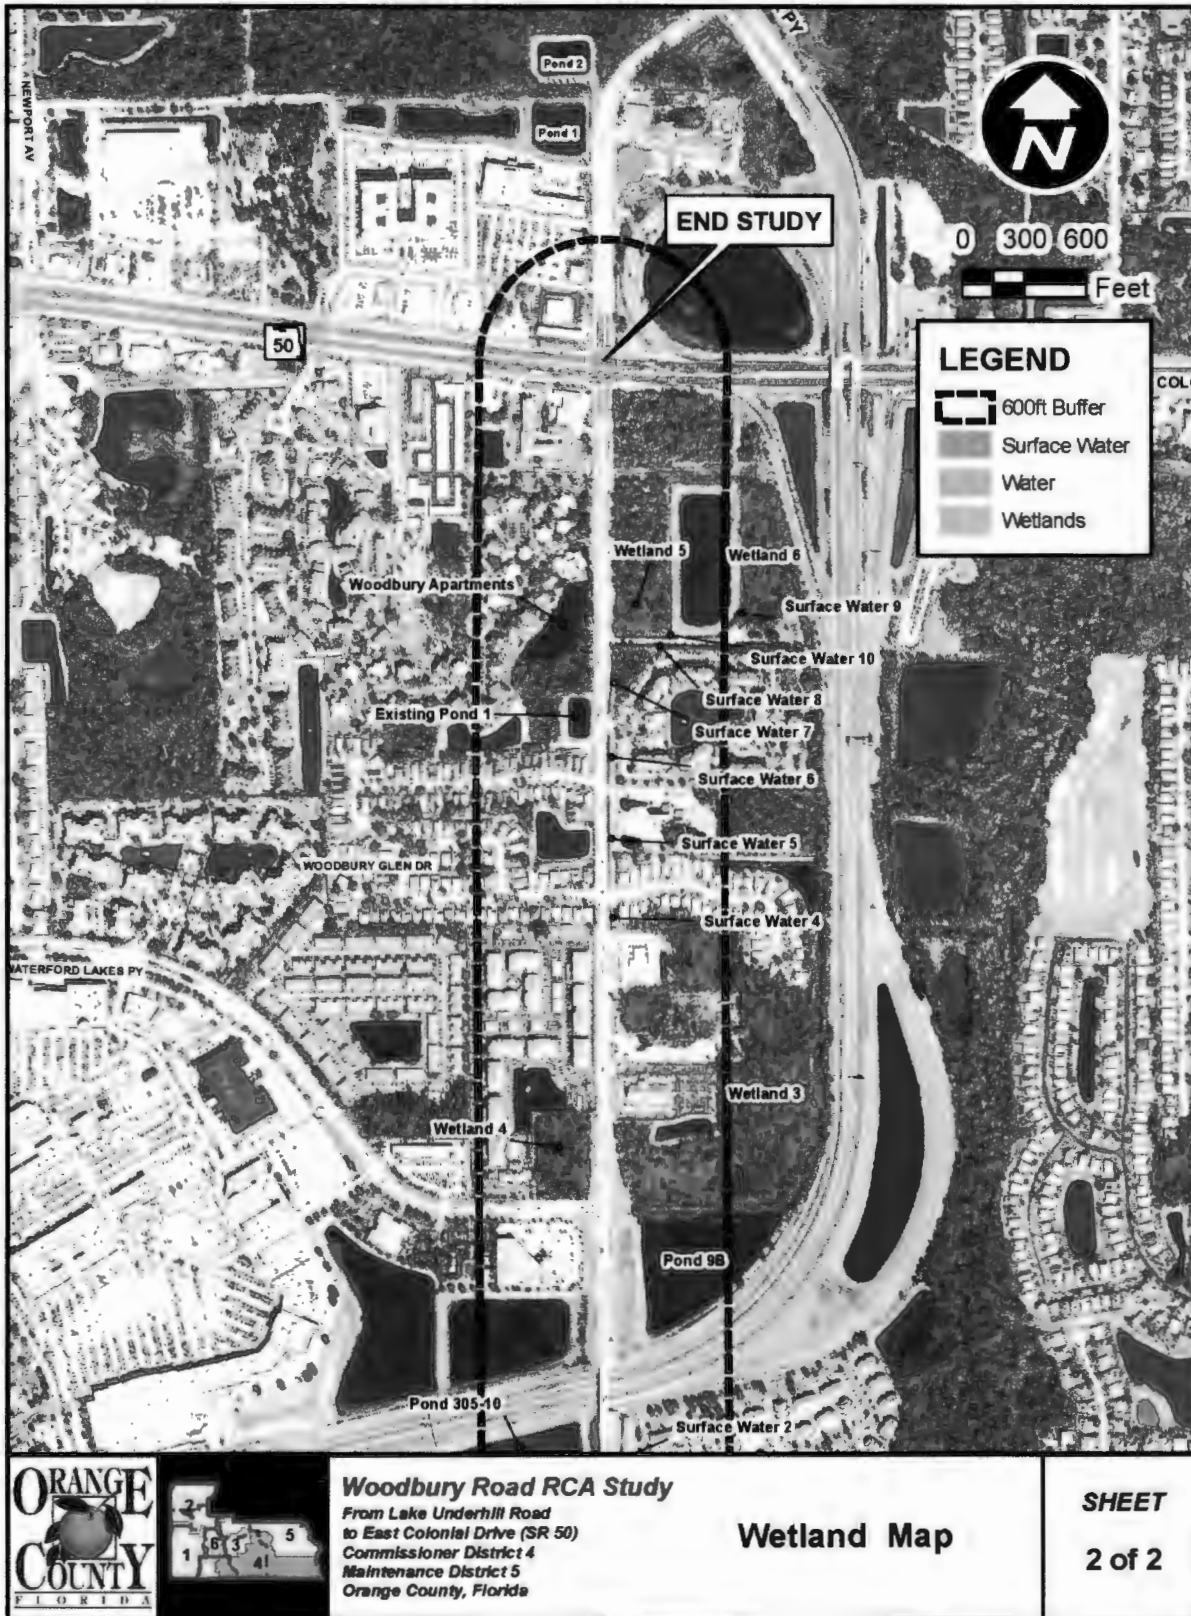 PY
NEWPORT AV
Pond 2
Pond 1
N
END STUDY
0 300 600
Feet
50
LEGEND
600ft Buffer
Surface Water
Water
Wetlands
COLO
Wetland 5
Wetland 6
Woodbury Apartments
Surface Water 9
Surface Water 10
Surface Water 8
Existing Pond 1
Surface Water 7
Surface Water 6
Surface Water 5
WOODBURY GLEN DR
Surface Water 4
WATERFORD LAKES PY
Wetland 3
Wetland 4
Pond 9B
Pond 305-10
Surface Water 2
ORANGE
COUNTY
FLORIDA
2
1
6
3
5
4
Woodbury Road RCA Study
From Lake Underhill Road
to East Colonial Drive (SR 50)
Commissioner District 4
Maintenance District 5
Orange County, Florida
Wetland Map
SHEET
2 of 2